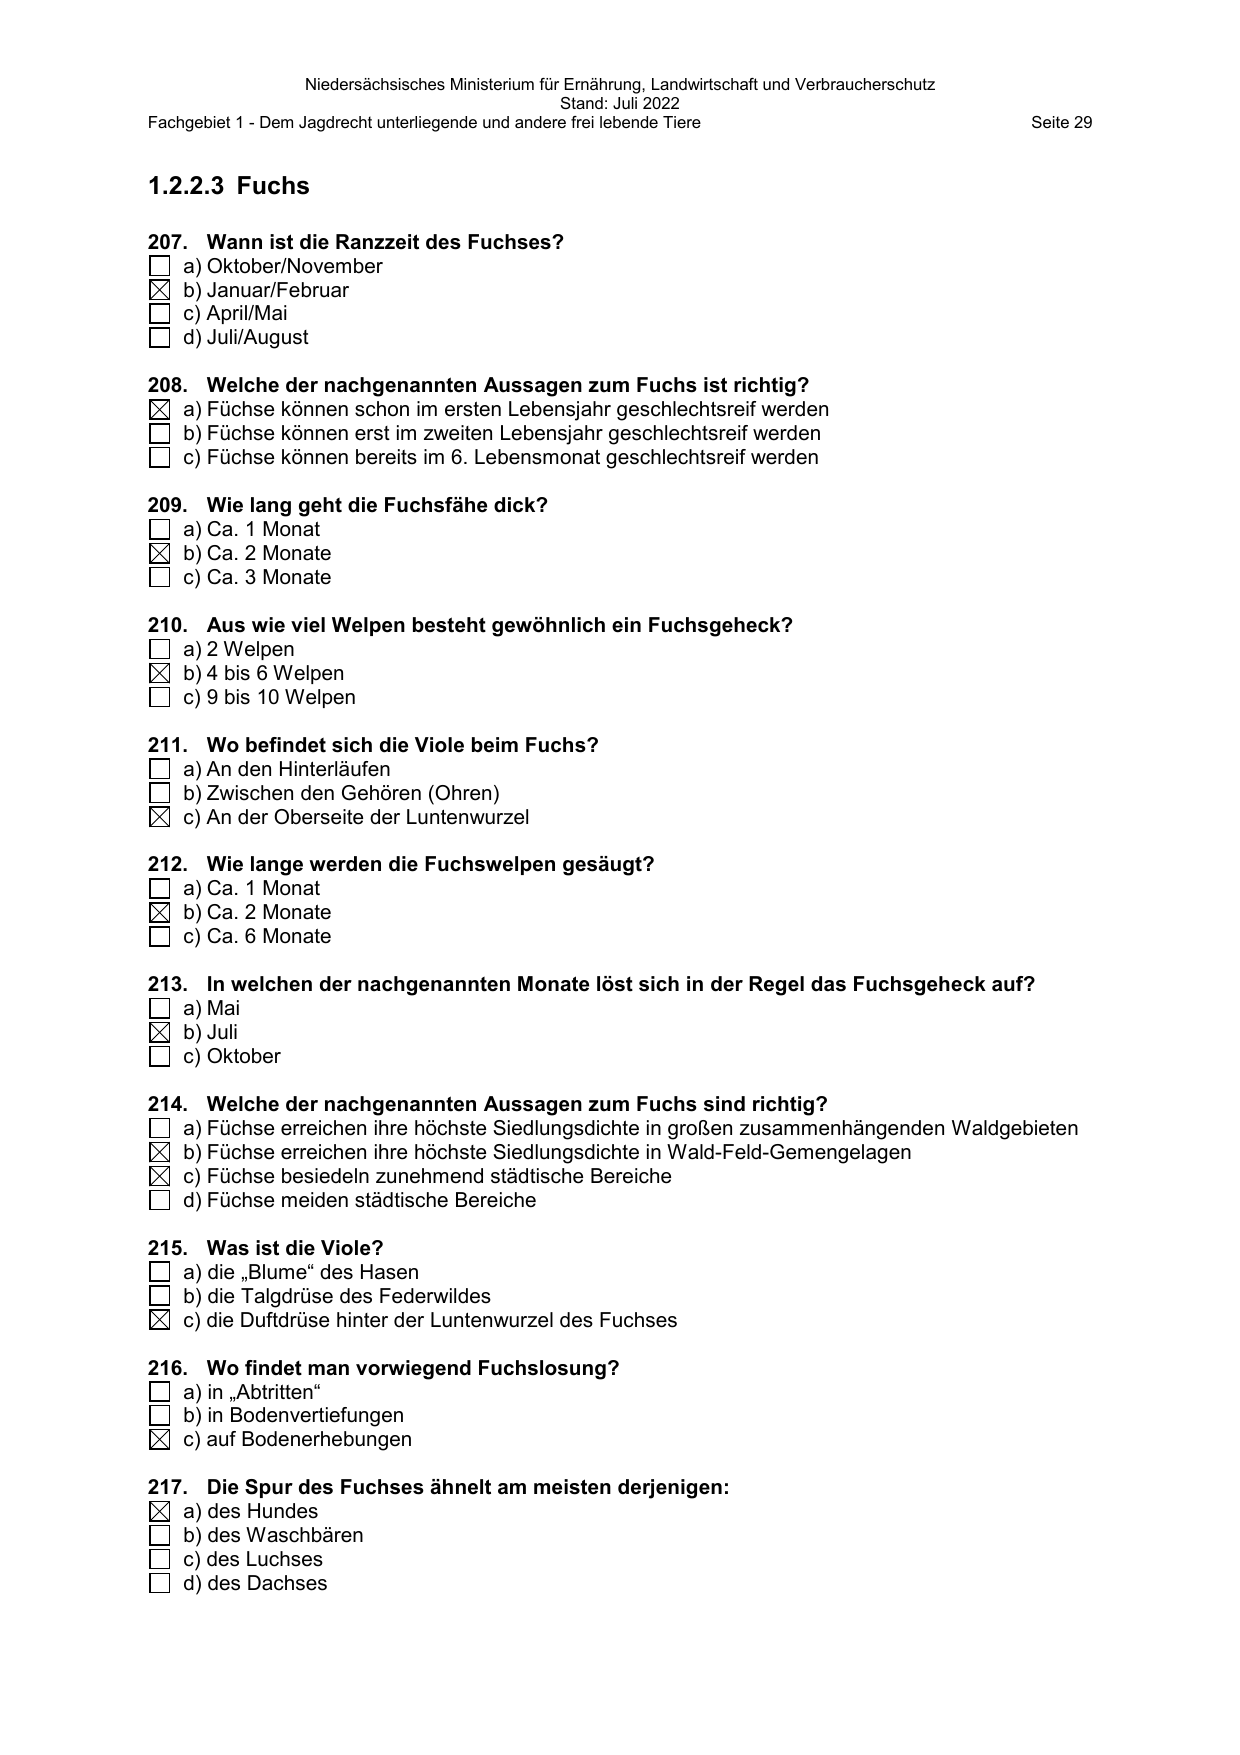 Niedersächsisches Ministerium für Ernährung, Landwirtschaft und Verbraucherschutz
Stand: Juli 2022
Fachgebiet 1 - Dem Jagdrecht unterliegende und andere frei lebende Tiere Seite 29
1.2.2.3 Fuchs
207. Wann ist die Ranzzeit des Fuchses?
☐ a) Oktober/November
☒ b) Januar/Februar
☐ c) April/Mai
☐ d) Juli/August
208. Welche der nachgenannten Aussagen zum Fuchs ist richtig?
☒ a) Füchse können schon im ersten Lebensjahr geschlechtsreif werden
☐ b) Füchse können erst im zweiten Lebensjahr geschlechtsreif werden
☐ c) Füchse können bereits im 6. Lebensmonat geschlechtsreif werden
209. Wie lang geht die Fuchsfähe dick?
☐ a) Ca. 1 Monat
☒ b) Ca. 2 Monate
☐ c) Ca. 3 Monate
210. Aus wie viel Welpen besteht gewöhnlich ein Fuchsgeheck?
☐ a) 2 Welpen
☒ b) 4 bis 6 Welpen
☐ c) 9 bis 10 Welpen
211. Wo befindet sich die Viole beim Fuchs?
☐ a) An den Hinterläufen
☐ b) Zwischen den Gehören (Ohren)
☒ c) An der Oberseite der Luntenwurzel
212. Wie lange werden die Fuchswelpen gesäugt?
☐ a) Ca. 1 Monat
☒ b) Ca. 2 Monate
☐ c) Ca. 6 Monate
213. In welchen der nachgenannten Monate löst sich in der Regel das Fuchsgeheck auf?
☐ a) Mai
☒ b) Juli
☐ c) Oktober
214. Welche der nachgenannten Aussagen zum Fuchs sind richtig?
☐ a) Füchse erreichen ihre höchste Siedlungsdichte in großen zusammenhängenden Waldgebieten
☒ b) Füchse erreichen ihre höchste Siedlungsdichte in Wald-Feld-Gemengelagen
☒ c) Füchse besiedeln zunehmend städtische Bereiche
☐ d) Füchse meiden städtische Bereiche
215. Was ist die Viole?
☐ a) die „Blume“ des Hasen
☐ b) die Talgdrüse des Federwildes
☒ c) die Duftdrüse hinter der Luntenwurzel des Fuchses
216. Wo findet man vorwiegend Fuchslosung?
☐ a) in „Abtritten“
☐ b) in Bodenvertiefungen
☒ c) auf Bodenerhebungen
217. Die Spur des Fuchses ähnelt am meisten derjenigen:
☒ a) des Hundes
☐ b) des Waschbären
☐ c) des Luchses
☐ d) des Dachses